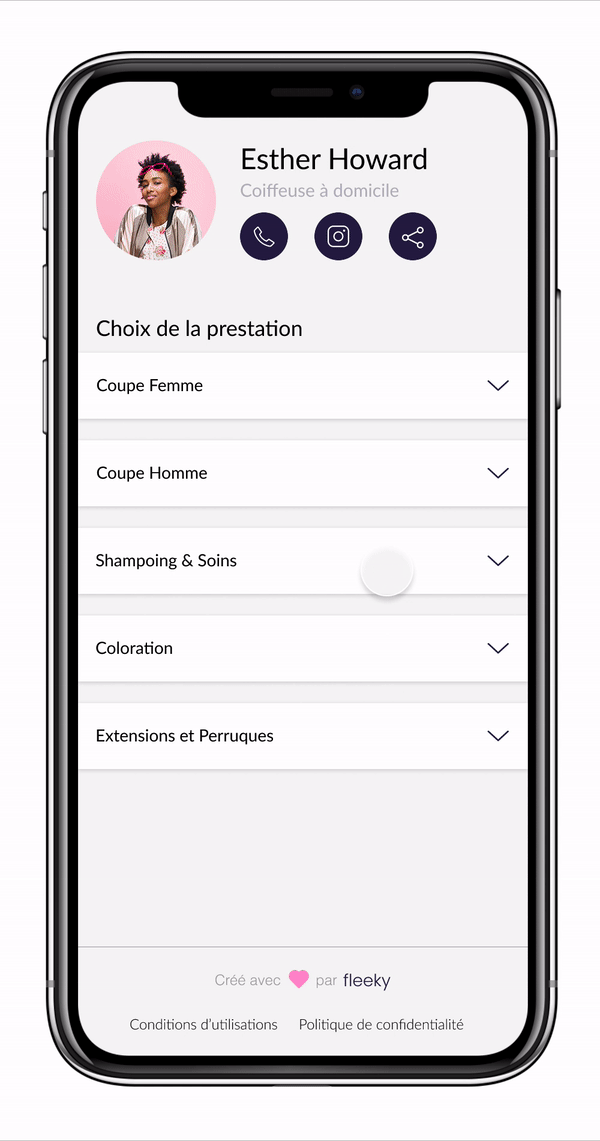 Esther Howard
Coiffeuse à domicile
Choix de la prestation
Coupe Femme
Coupe Homme
Shampoing & Soins
Coloration
Extensions et Perruques
Créé avec par fleeky
Conditions d'utilisations Politique de confidentialité